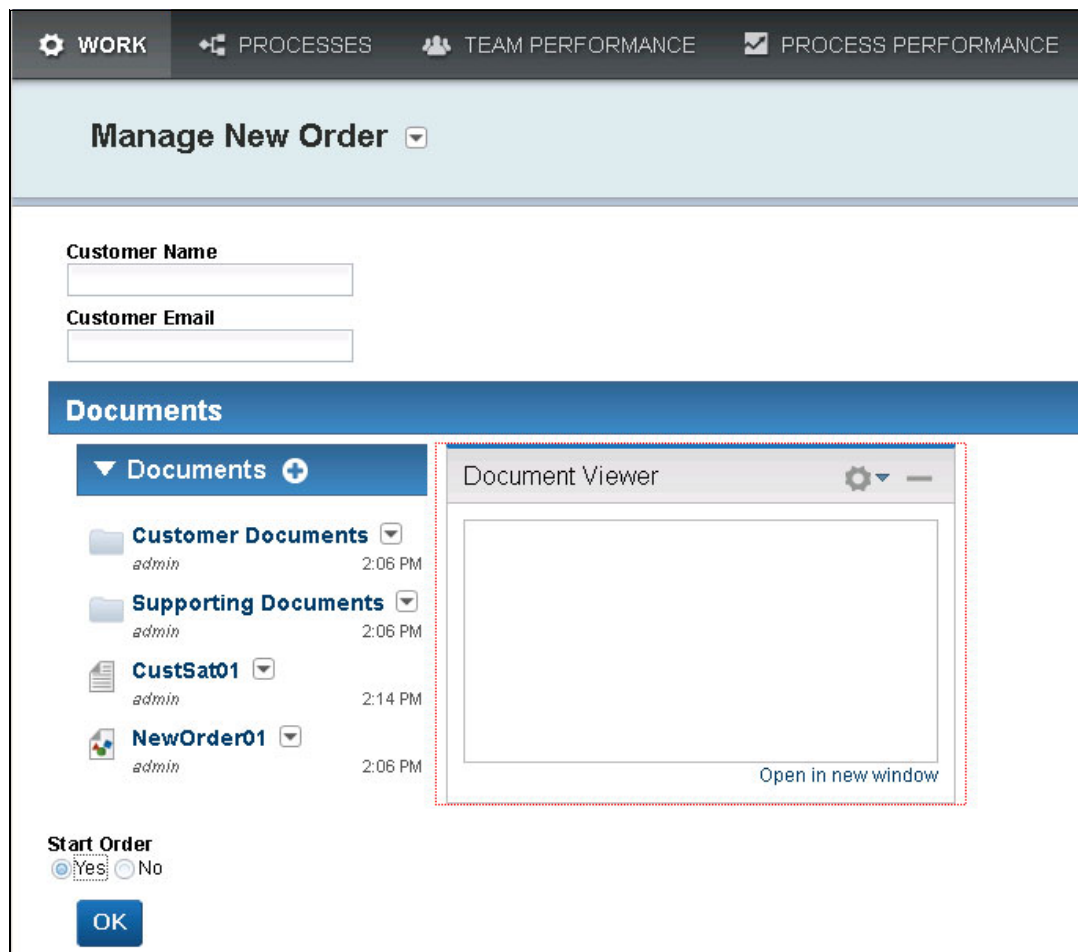 WORK PROCESSES TEAM PERFORMANCE PROCESS PERFORMANCE
Manage New Order
Customer Name
Customer Email
Documents
Documents
Document Viewer
Customer Documents
admin 2:06 PM
Supporting Documents
admin 2:06 PM
CustSat01
admin 2:14 PM
NewOrder01
admin 2:06 PM
Open in new window
Start Order
Yes No
OK